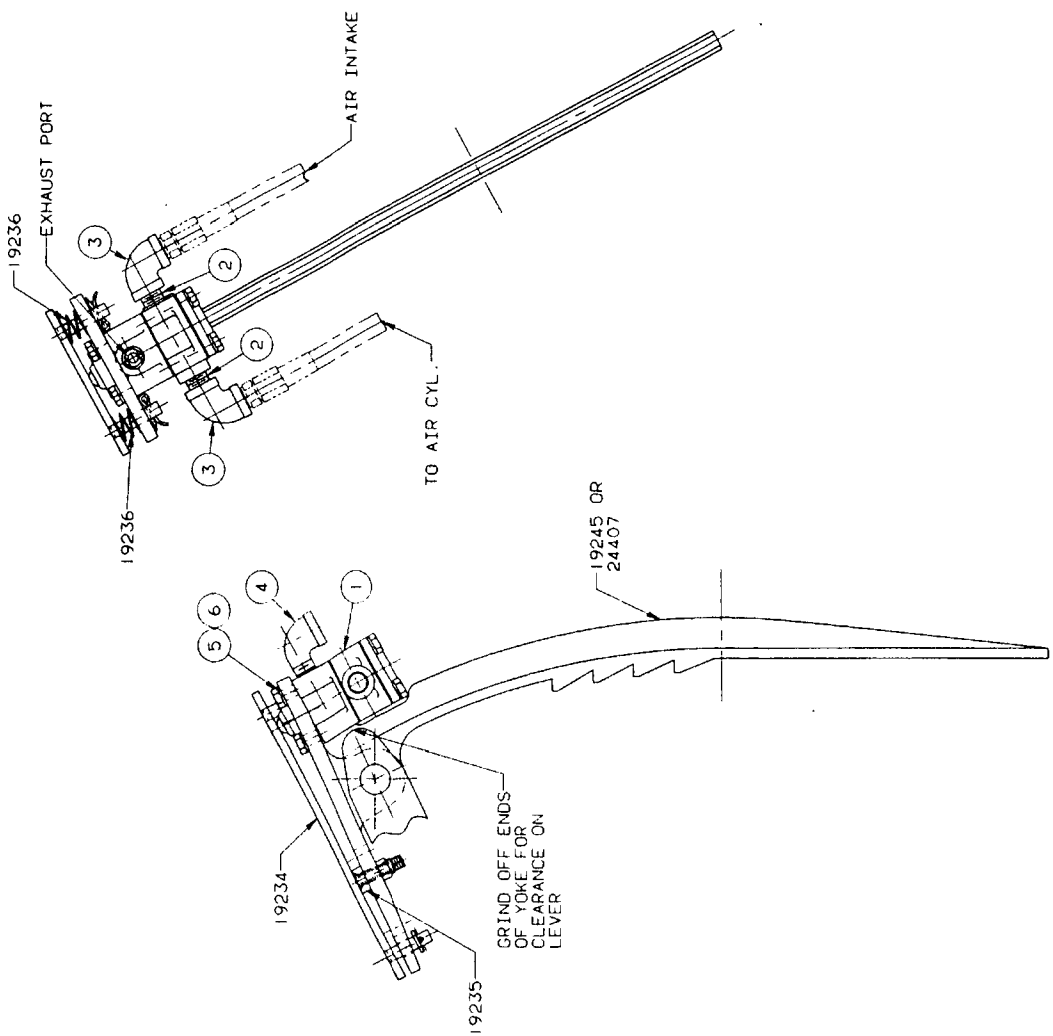 19236
EXHAUST PORT
3
2
AIR INTAKE
19236
2
3
TO AIR CYL.
5
6
4
1
19234
19245 OR
24407
GRIND OFF ENDS
OF YOKE FOR
CLEARANCE ON
LEVER
19235